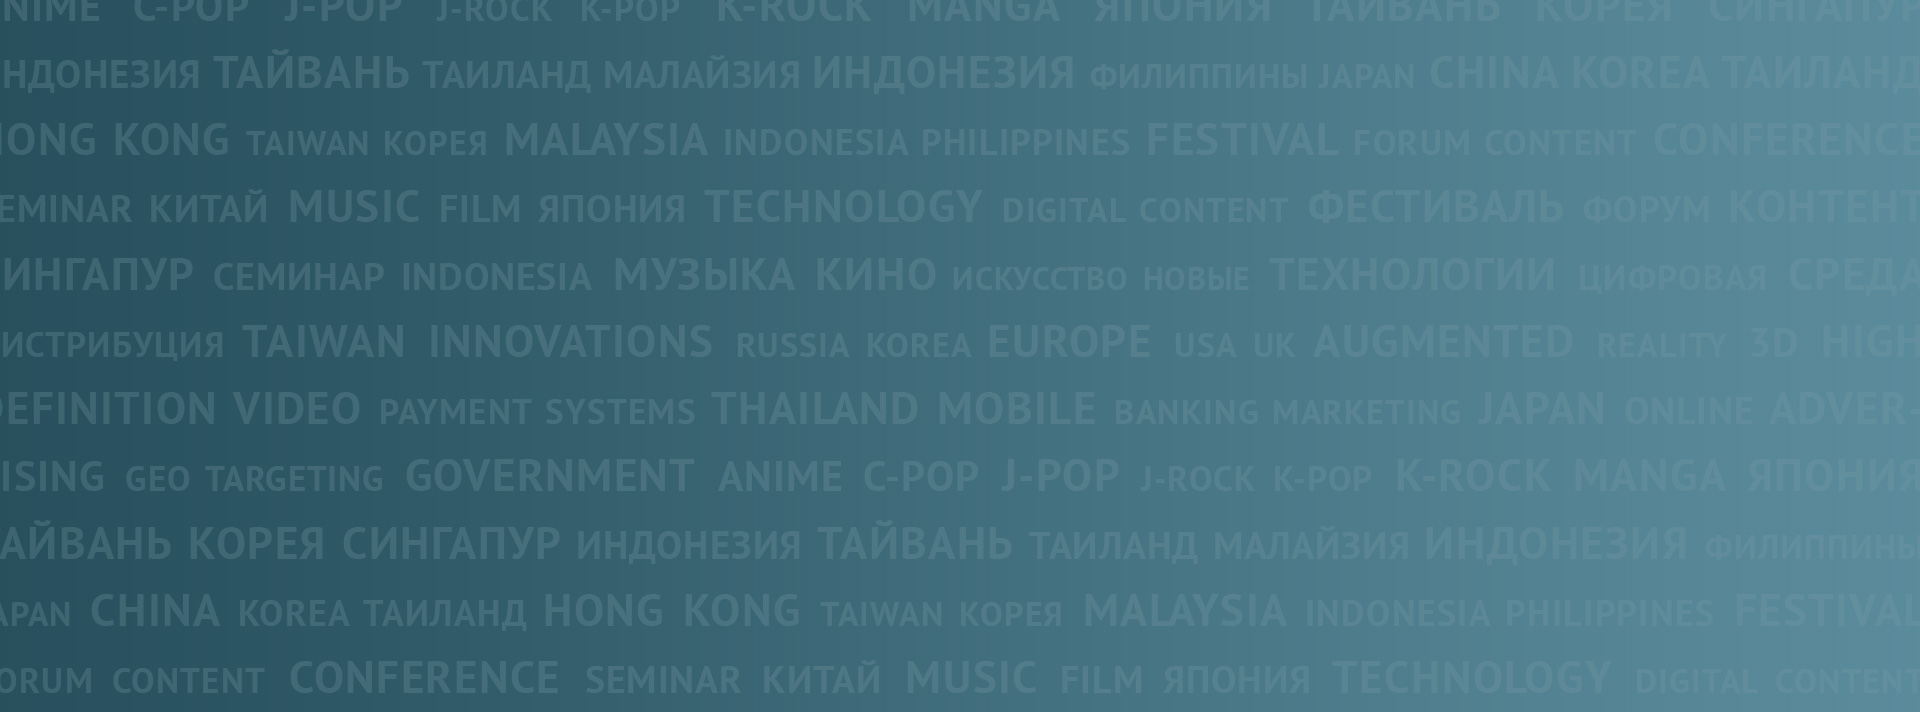 NIME C-POP J-POP J-ROCK K-POP K-ROCK MANGA ЯПОНИЯ ТАЙВАНЬ КОРЕЯ СИНГАПУР
НДОНЕЗИЯ ТАЙВАНЬ ТАИЛАНД МАЛАЙЗИЯ ИНДОНЕЗИЯ ФИЛИППИНЫ JAPAN CHINA KOREA ТАИЛАНД
HONG KONG TAIWAN КОРЕЯ MALAYSIA INDONESIA PHILIPPINES FESTIVAL FORUM CONTENT CONFERENCE
EMINAR КИТАЙ MUSIC FILM ЯПОНИЯ TECHNOLOGY DIGITAL CONTENT ФЕСТИВАЛЬ ФОРУМ КОНТЕНТ
ИНГАПУР СЕМИНАР INDONESIA МУЗЫКА КИНО ИСКУССТВО НОВЫЕ ТЕХНОЛОГИИ ЦИФРОВАЯ СРЕДА
ИСТРИБУЦИЯ TAIWAN INNOVATIONS RUSSIA KOREA EUROPE USA UK AUGMENTED REALITY 3D HIGH
DEFINITION VIDEO PAYMENT SYSTEMS THAILAND MOBILE BANKING MARKETING JAPAN ONLINE ADVER-
ISING GEO TARGETING GOVERNMENT ANIME C-POP J-POP J-ROCK K-POP K-ROCK MANGA ЯПОНИЯ
АЙВАНЬ КОРЕЯ СИНГАПУР ИНДОНЕЗИЯ ТАЙВАНЬ ТАИЛАНД МАЛАЙЗИЯ ИНДОНЕЗИЯ ФИЛИППИНЫ
APAN CHINA KOREA ТАИЛАНД HONG KONG TAIWAN КОРЕЯ MALAYSIA INDONESIA PHILIPPINES FESTIVAL
ORUM CONTENT CONFERENCE SEMINAR КИТАЙ MUSIC FILM ЯПОНИЯ TECHNOLOGY DIGITAL CONTENT